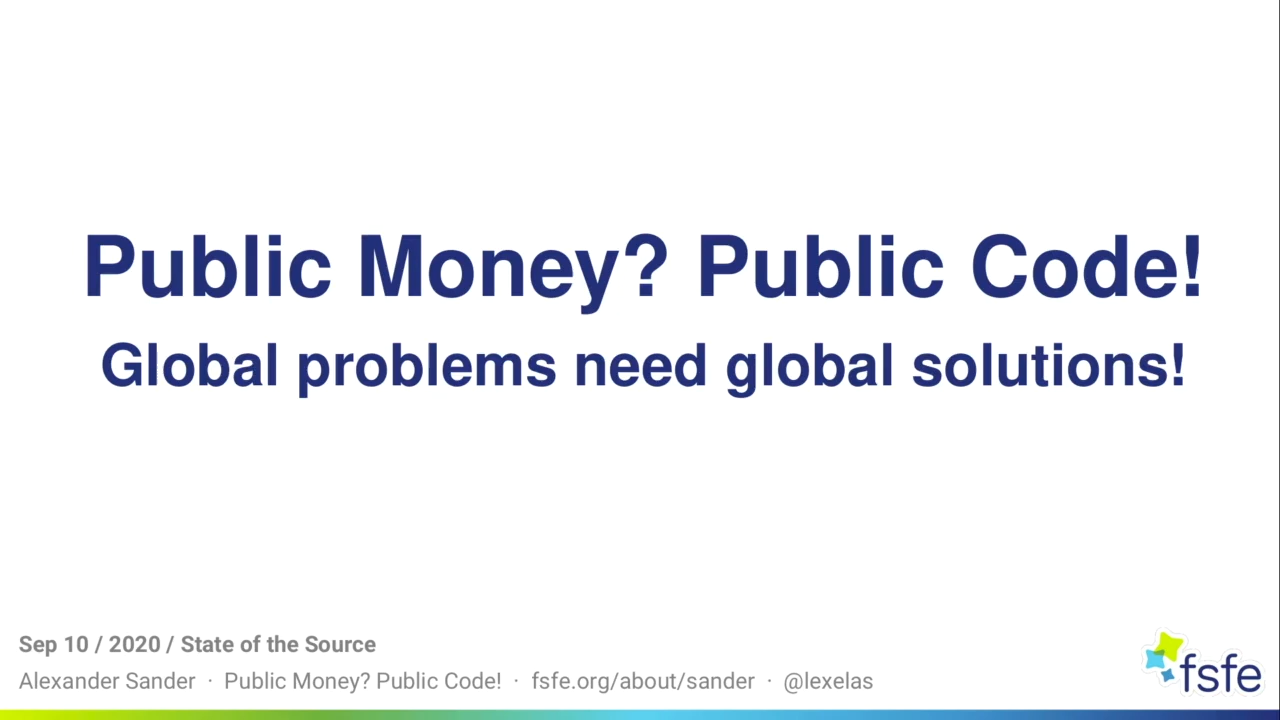 Public Money? Public Code!
Global problems need global solutions!
Sep 10 / 2020 / State of the Source
Alexander Sander · Public Money? Public Code! · fsfe.org/about/sander · @lexelas
fsfe